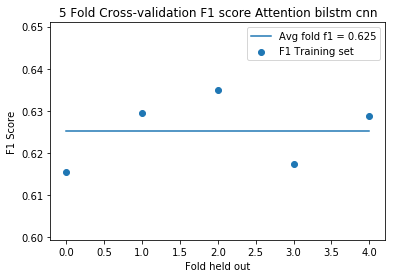 5 Fold Cross-validation F1 score Attention bilstm cnn
Avg fold f1 = 0.625
F1 Training set
F1 Score
0.65
0.64
0.63
0.62
0.61
0.60
0.0 0.5 1.0 1.5 2.0 2.5 3.0 3.5 4.0
Fold held out